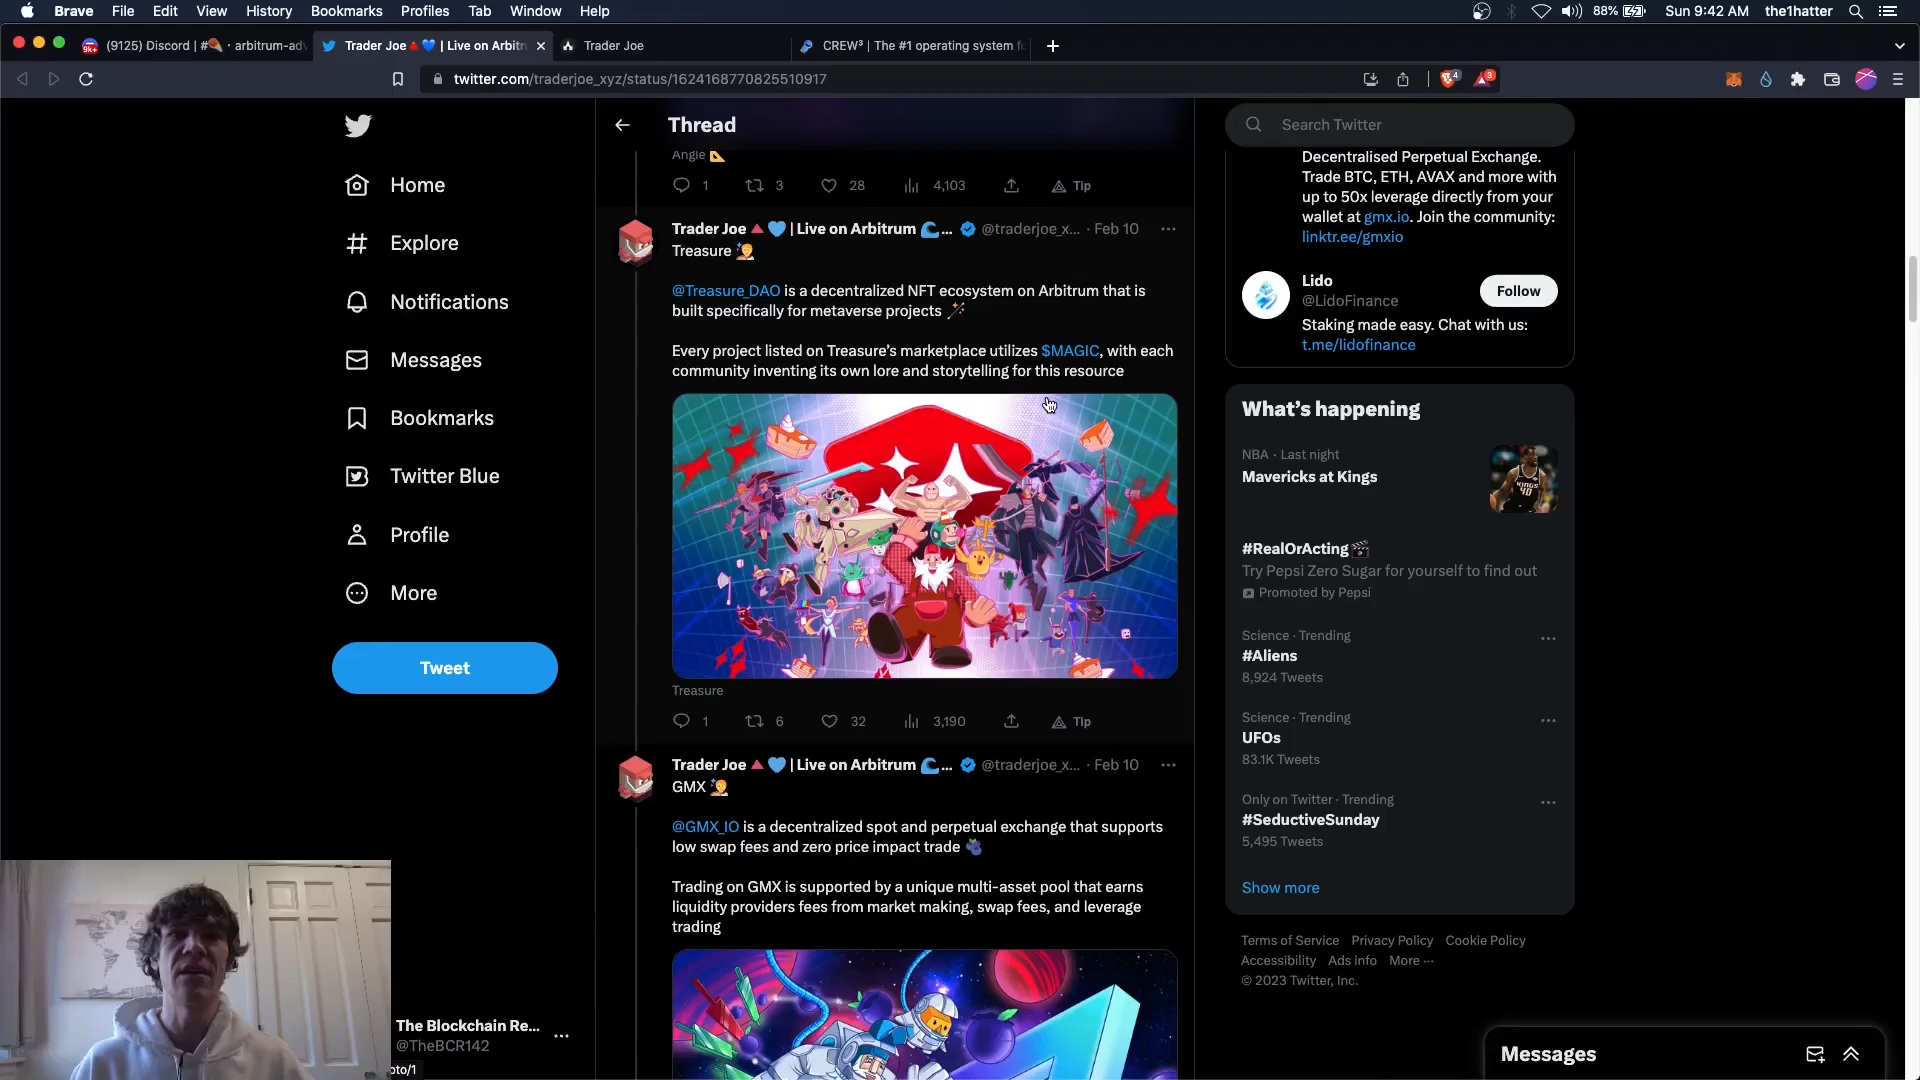 Brave File Edit View History Bookmarks Profiles Tab Window Help
88% Sun 9:42 AM the1hatter
(9125) Discord | # · arbitrum-adv
Trader Joe | Live on Arbitr
Trader Joe
CREW³ | The #1 operating system fo
twitter.com/traderjoe_xyz/status/1624168770825510917
4
3
Home
Explore
Notifications
Messages
Bookmarks
Twitter Blue
Profile
More
Tweet
The Blockchain Re...
@TheBCR142
oto/1
Thread
Angle
1 3 28 4,103 Tip
Trader Joe | Live on Arbitrum ... @traderjoe_x... · Feb 10
Treasure
@Treasure_DAO is a decentralized NFT ecosystem on Arbitrum that is
built specifically for metaverse projects
Every project listed on Treasure’s marketplace utilizes $MAGIC, with each
community inventing its own lore and storytelling for this resource
Treasure
1 6 32 3,190 Tip
Trader Joe | Live on Arbitrum ... @traderjoe_x... · Feb 10
GMX
@GMX_IO is a decentralized spot and perpetual exchange that supports
low swap fees and zero price impact trade
Trading on GMX is supported by a unique multi-asset pool that earns
liquidity providers fees from market making, swap fees, and leverage
trading
Search Twitter
Decentralised Perpetual Exchange.
Trade BTC, ETH, AVAX and more with
up to 50x leverage directly from your
wallet at gmx.io. Join the community:
linktr.ee/gmxio
Lido
@LidoFinance
Follow
Staking made easy. Chat with us:
t.me/lidofinance
What’s happening
NBA · Last night
Mavericks at Kings
KINGS
40
#RealOrActing
Try Pepsi Zero Sugar for yourself to find out
Promoted by Pepsi
Science · Trending
#Aliens
8,924 Tweets
Science · Trending
UFOs
83.1K Tweets
Only on Twitter · Trending
#SeductiveSunday
5,495 Tweets
Show more
Terms of Service Privacy Policy Cookie Policy
Accessibility Ads info More ···
© 2023 Twitter, Inc.
Messages